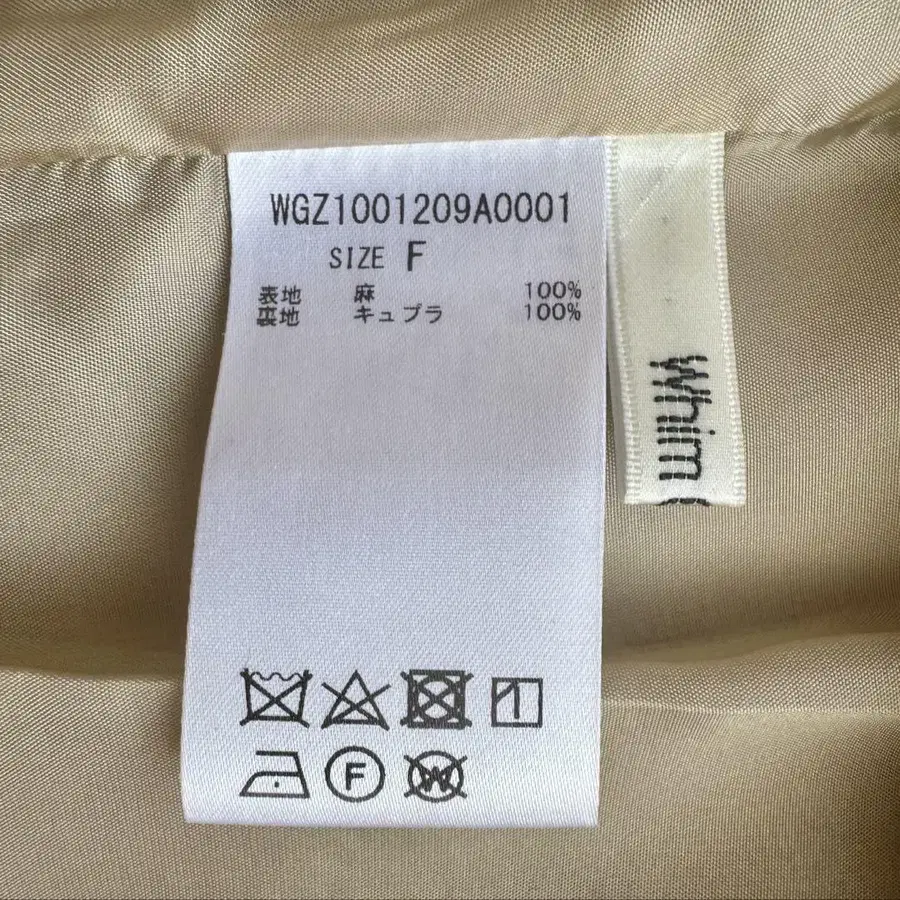 WGZ1001209A0001
SIZE F
表地 麻 100%
裏地 キュプラ 100%
Whim
F
W